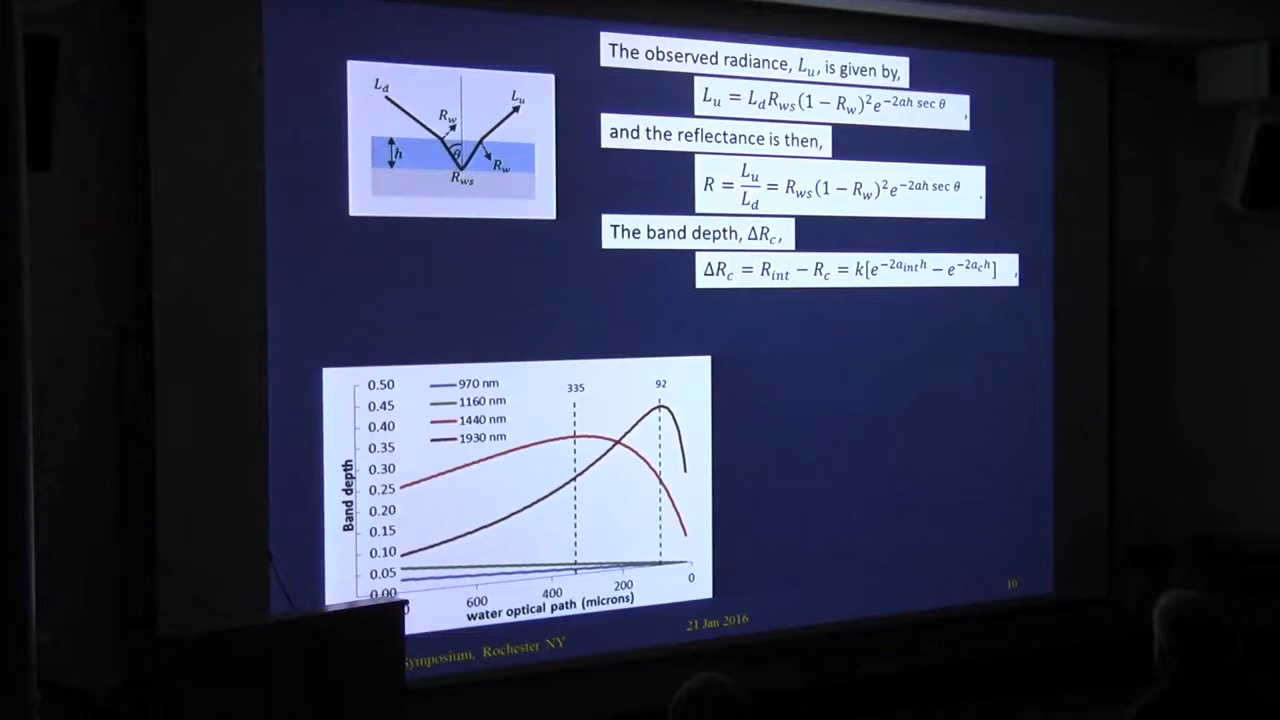 The observed radiance, L_u, is given by,
L_u = L_d R_ws (1 − R_w)² e^{−2ah sec θ} ,
and the reflectance is then,
R = L_u / L_d = R_ws (1 − R_w)² e^{−2ah sec θ} .
The band depth, ΔR_c,
ΔR_c = R_int − R_c = k[e^{−2a_int h} − e^{−2a_c h}] ,
L_d
L_u
R_w
h
θ
R_w
R_ws
0.50
0.45
0.40
0.35
0.30
0.25
0.20
0.15
0.10
0.05
0.00
Band depth
970 nm
1160 nm
1440 nm
1930 nm
335
92
600
400
200
0
water optical path (microns)
10
21 Jan 2016
ymposium, Rochester NY